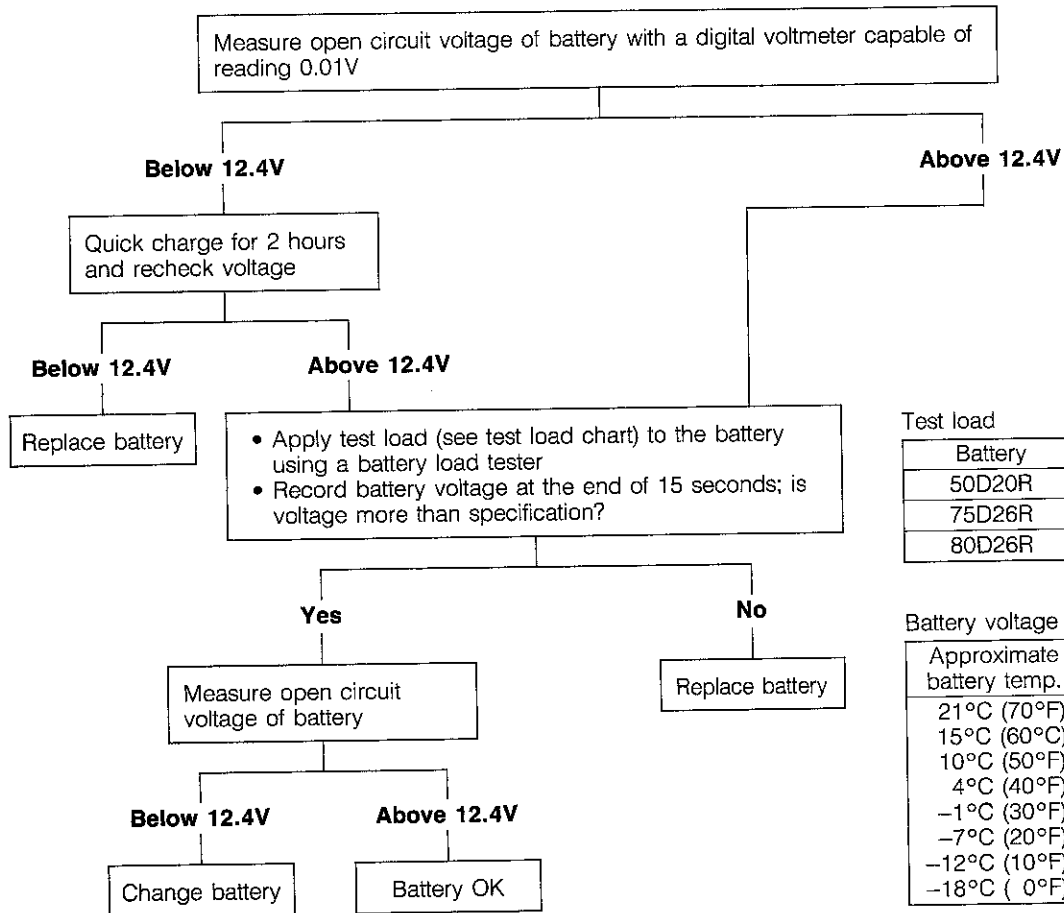 Measure open circuit voltage of battery with a digital voltmeter capable of
reading 0.01V
Below 12.4V
Above 12.4V
Quick charge for 2 hours
and recheck voltage
Below 12.4V
Above 12.4V
Replace battery
• Apply test load (see test load chart) to the battery
using a battery load tester
• Record battery voltage at the end of 15 seconds; is
voltage more than specification?
Yes
No
Measure open circuit
voltage of battery
Replace battery
Below 12.4V
Above 12.4V
Change battery
Battery OK
Test load
Battery
50D20R
75D26R
80D26R
Battery voltage
Approximate
battery temp.
21°C (70°F)
15°C (60°C)
10°C (50°F)
4°C (40°F)
–1°C (30°F)
–7°C (20°F)
–12°C (10°F)
–18°C ( 0°F)